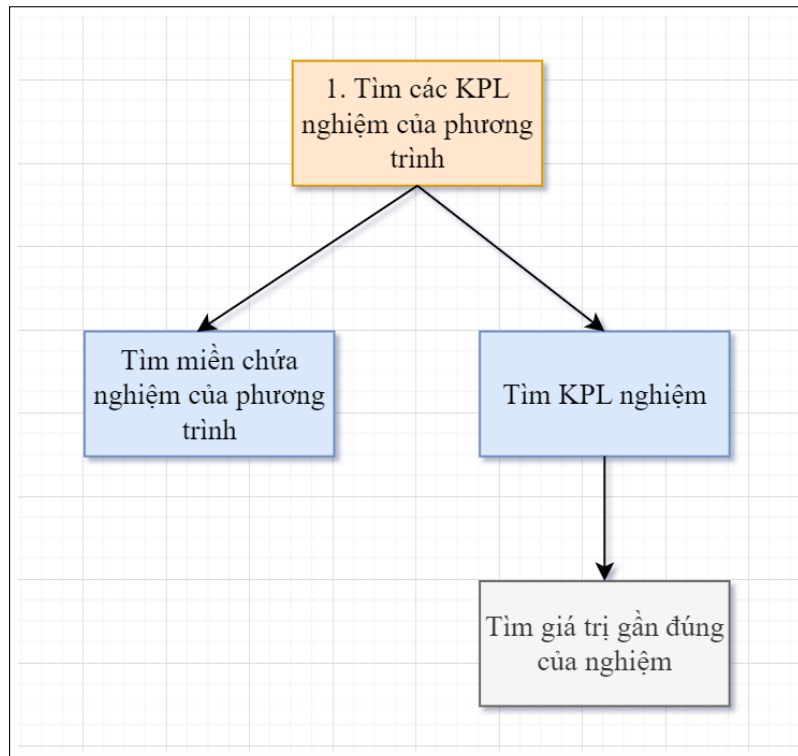 1. Tìm các KPL
nghiệm của phương
trình
Tìm miền chứa
nghiệm của phương
trình
Tìm KPL nghiệm
Tìm giá trị gần đúng
của nghiệm